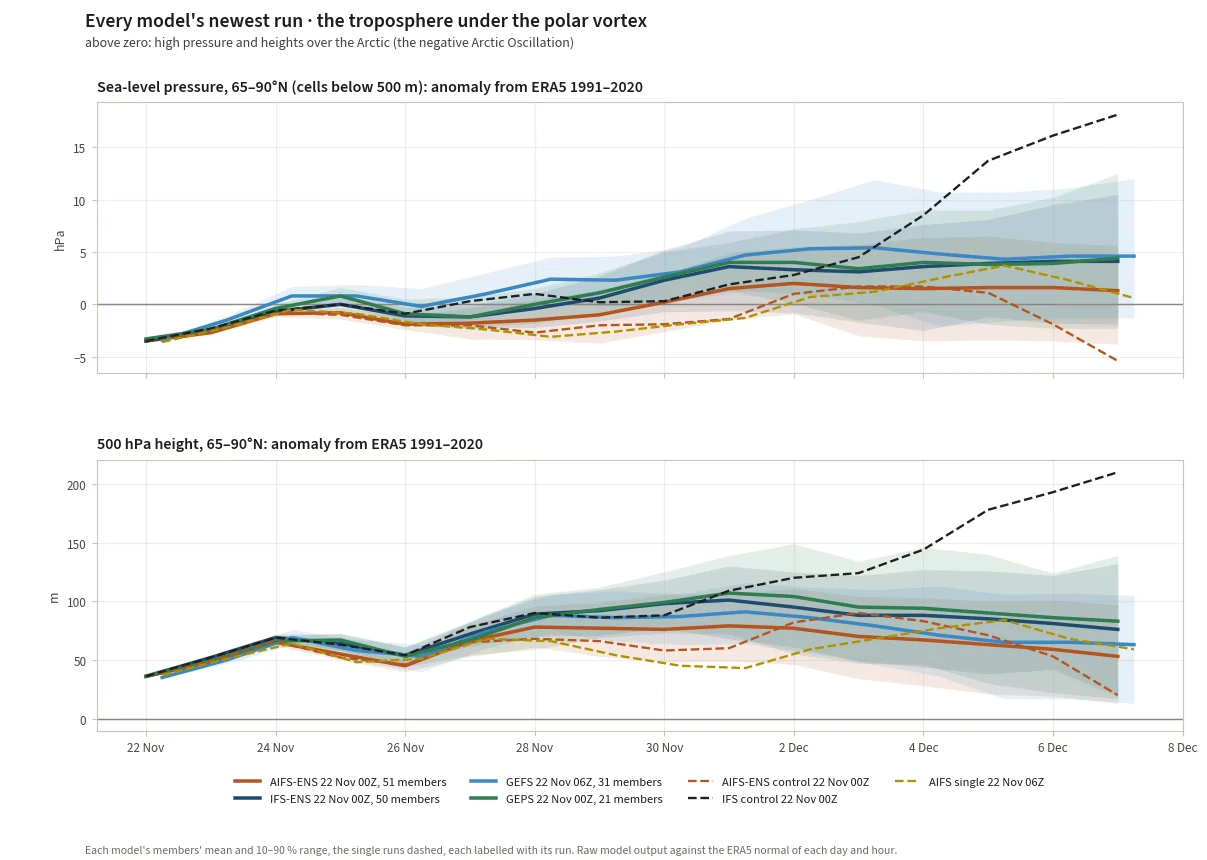 Every model's newest run · the troposphere under the polar vortex
above zero: high pressure and heights over the Arctic (the negative Arctic Oscillation)
Sea-level pressure, 65–90°N (cells below 500 m): anomaly from ERA5 1991–2020
15
10
5
0
−5
hPa
500 hPa height, 65–90°N: anomaly from ERA5 1991–2020
200
150
100
50
0
m
22 Nov 24 Nov 26 Nov 28 Nov 30 Nov 2 Dec 4 Dec 6 Dec 8 Dec
AIFS-ENS 22 Nov 00Z, 51 members GEFS 22 Nov 06Z, 31 members AIFS-ENS control 22 Nov 00Z AIFS single 22 Nov 06Z
IFS-ENS 22 Nov 00Z, 50 members GEPS 22 Nov 00Z, 21 members IFS control 22 Nov 00Z
Each model's members' mean and 10–90 % range, the single runs dashed, each labelled with its run. Raw model output against the ERA5 normal of each day and hour.